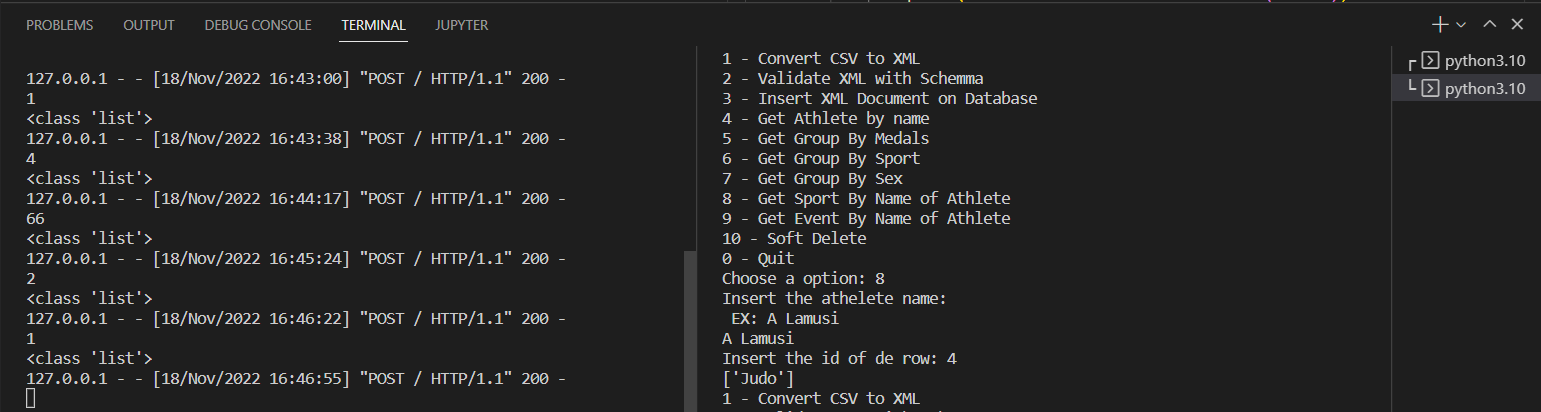 PROBLEMS OUTPUT DEBUG CONSOLE TERMINAL JUPYTER
127.0.0.1 - - [18/Nov/2022 16:43:00] "POST / HTTP/1.1" 200 -
1
<class 'list'>
127.0.0.1 - - [18/Nov/2022 16:43:38] "POST / HTTP/1.1" 200 -
4
<class 'list'>
127.0.0.1 - - [18/Nov/2022 16:44:17] "POST / HTTP/1.1" 200 -
66
<class 'list'>
127.0.0.1 - - [18/Nov/2022 16:45:24] "POST / HTTP/1.1" 200 -
2
<class 'list'>
127.0.0.1 - - [18/Nov/2022 16:46:22] "POST / HTTP/1.1" 200 -
1
<class 'list'>
127.0.0.1 - - [18/Nov/2022 16:46:55] "POST / HTTP/1.1" 200 -
1 - Convert CSV to XML
2 - Validate XML with Schemma
3 - Insert XML Document on Database
4 - Get Athlete by name
5 - Get Group By Medals
6 - Get Group By Sport
7 - Get Group By Sex
8 - Get Sport By Name of Athlete
9 - Get Event By Name of Athlete
10 - Soft Delete
0 - Quit
Choose a option: 8
Insert the athelete name:
 EX: A Lamusi
A Lamusi
Insert the id of de row: 4
['Judo']
1 - Convert CSV to XML
python3.10
python3.10